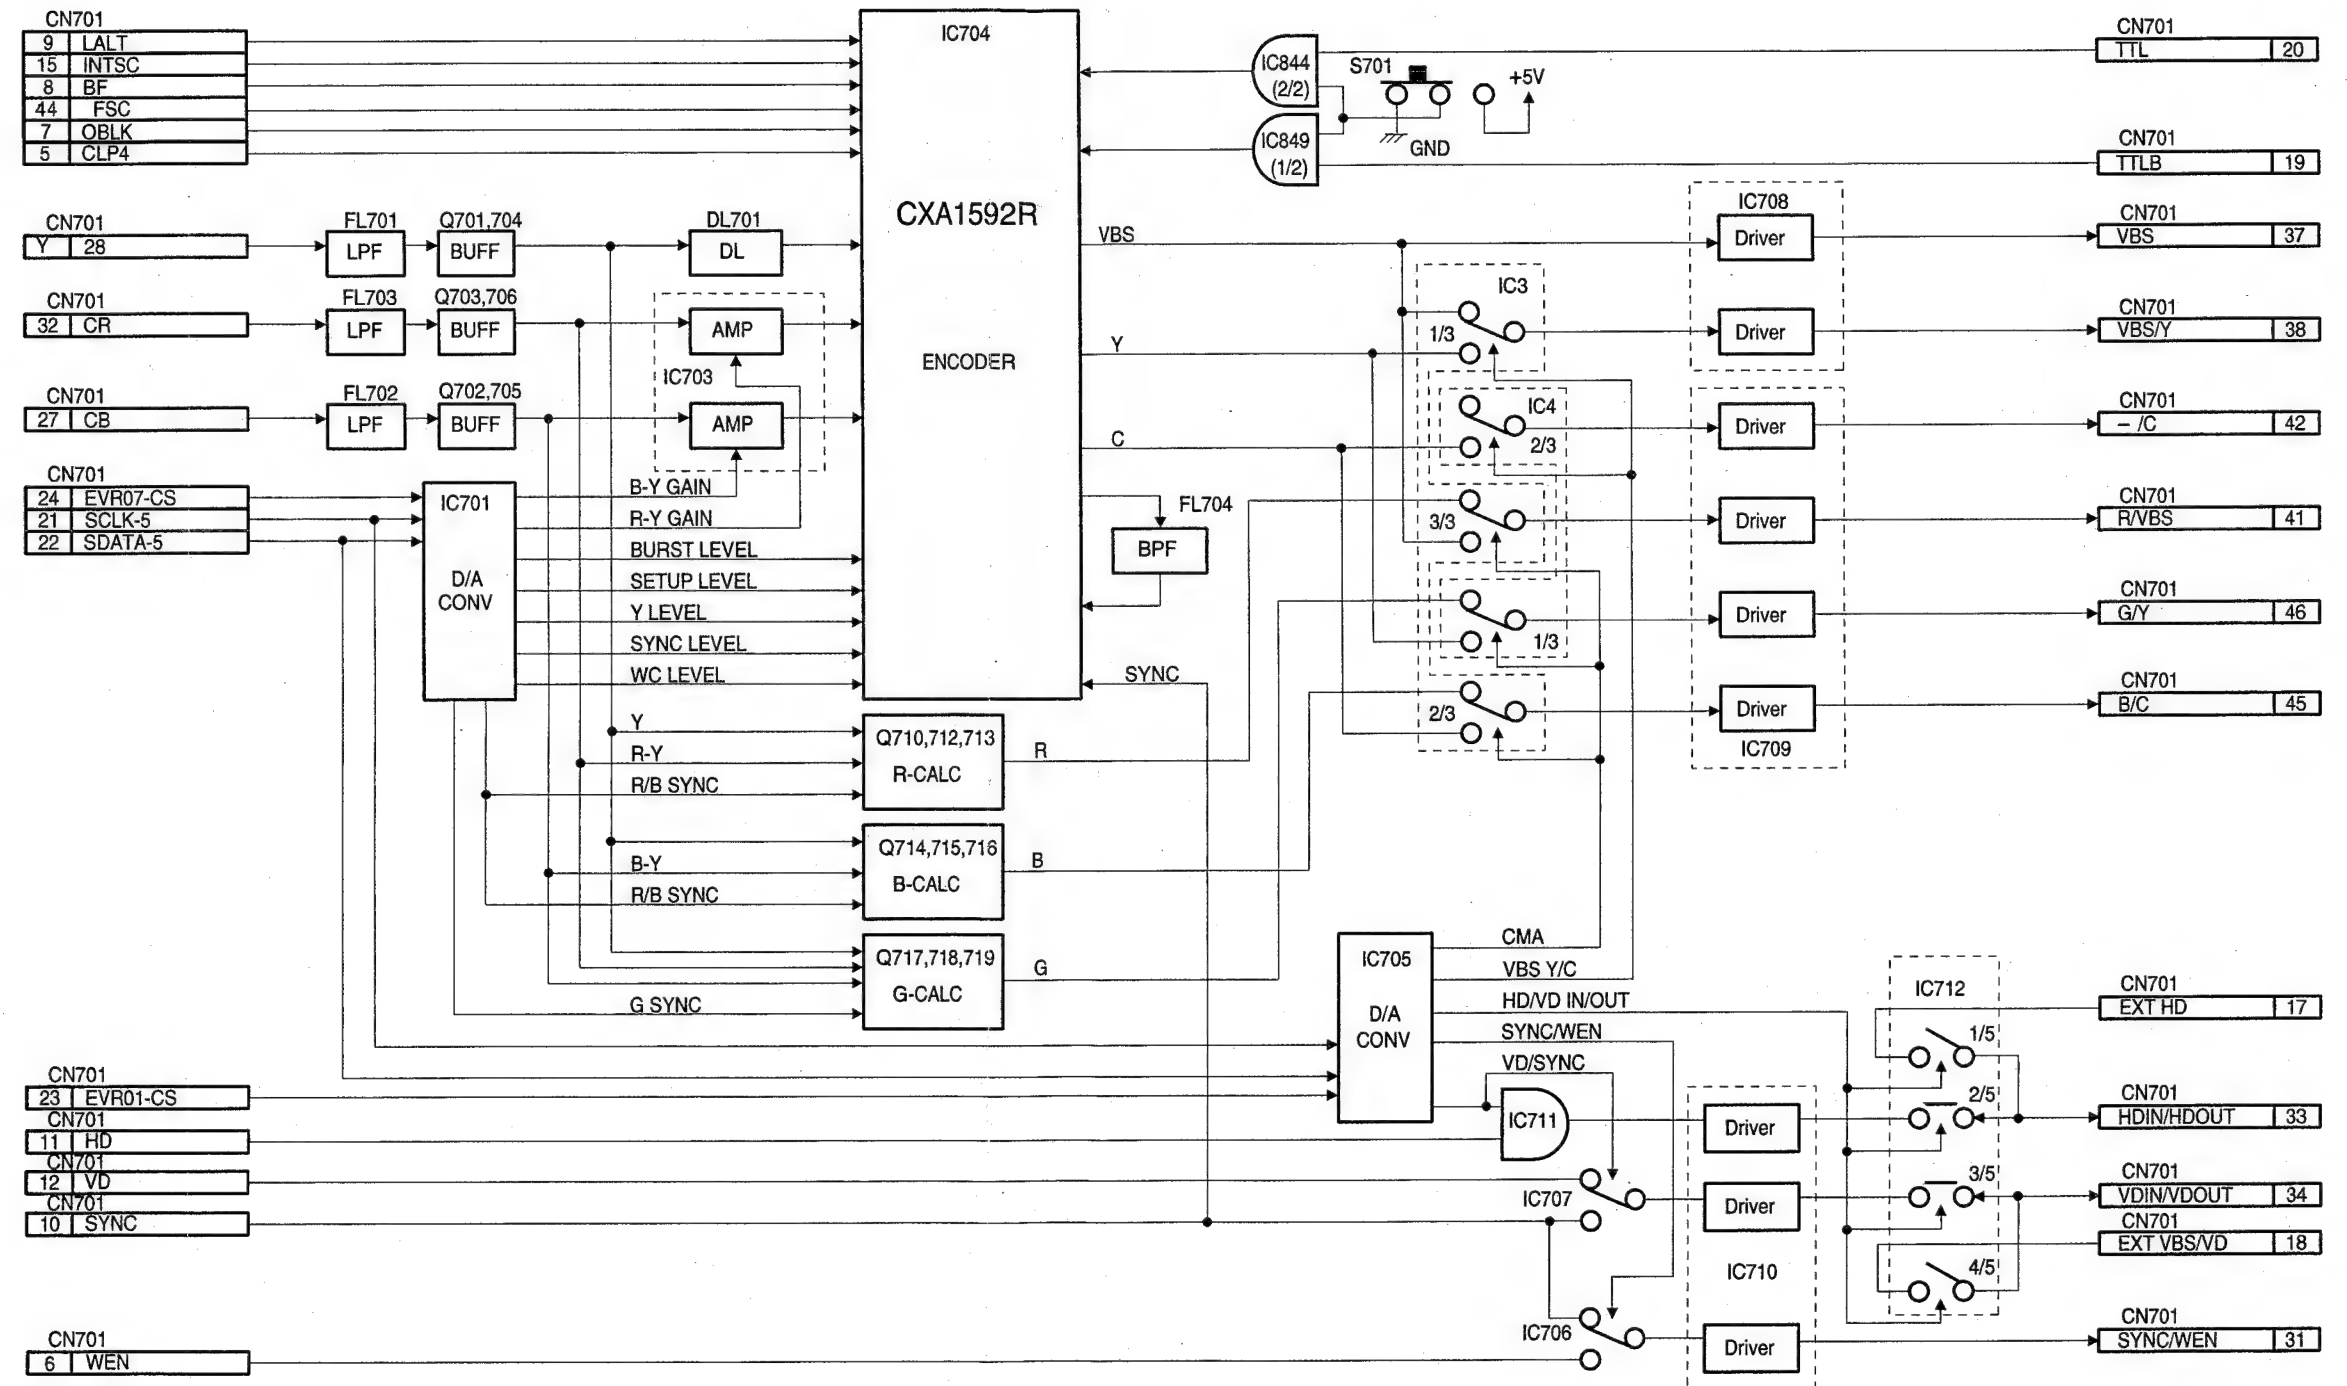 CN701
9 LALT
15 INTSC
8 BF
44 FSC
7 OBLK
5 CLP4
CN701
Y 28
CN701
32 CR
CN701
27 CB
CN701
24 EVR07-CS
21 SCLK-5
22 SDATA-5
FL701
LPF
Q701,704
BUFF
DL701
DL
FL703
LPF
Q703,706
BUFF
AMP
IC703
FL702
LPF
Q702,705
BUFF
AMP
IC701
D/A
CONV
B-Y GAIN
R-Y GAIN
BURST LEVEL
SETUP LEVEL
Y LEVEL
SYNC LEVEL
WC LEVEL
IC704
CXA1592R
ENCODER
Y
R-Y
R/B SYNC
Q710,712,713
R-CALC
R
B-Y
R/B SYNC
Q714,715,716
B-CALC
B
G SYNC
Q717,718,719
G-CALC
G
IC844
(2/2)
S701
+5V
GND
IC849
(1/2)
VBS
Y
C
FL704
BPF
SYNC
IC3
1/3
IC4
2/3
3/3
1/3
2/3
IC708
Driver
Driver
Driver
Driver
Driver
Driver
IC709
CN701
TTL 20
CN701
TTLB 19
CN701
VBS 37
CN701
VBS/Y 38
CN701
– /C 42
CN701
R/VBS 41
CN701
G/Y 46
CN701
B/C 45
IC705
D/A
CONV
CMA
VBS Y/C
HD/VD IN/OUT
SYNC/WEN
VD/SYNC
IC711
IC707
IC706
Driver
Driver
IC710
Driver
IC712
1/5
2/5
3/5
4/5
CN701
EXT HD 17
CN701
HDIN/HDOUT 33
CN701
VDIN/VDOUT 34
CN701
EXT VBS/VD 18
CN701
SYNC/WEN 31
CN701
23 EVR01-CS
CN701
11 HD
CN701
12 VD
CN701
10 SYNC
CN701
6 WEN